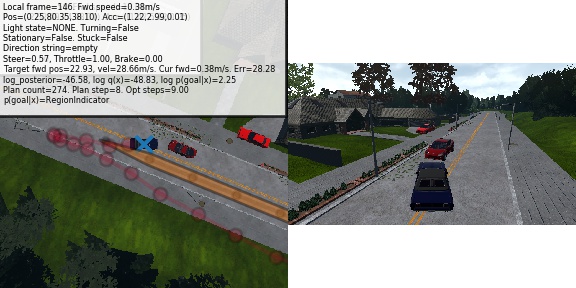 Local frame=146. Fwd speed=0.38m/s
Pos=(0.25;80.35;38.10). Acc=(1.22,2.99,0.01)
Light state=NONE. Turning=False
Stationary=False. Stuck=False
Direction string=empty
Steer=0.57, Throttle=1.00, Brake=0.00
Target fwd pos=22.93, vel=28.66m/s. Cur fwd=0.38m/s. Err=28.28
log_posterior=-46.58, log q(x)=-48.83, log p(goal|x)=2.25
Plan count=274. Plan step=8. Opt steps=9.00
p(goal|x)=RegionIndicator